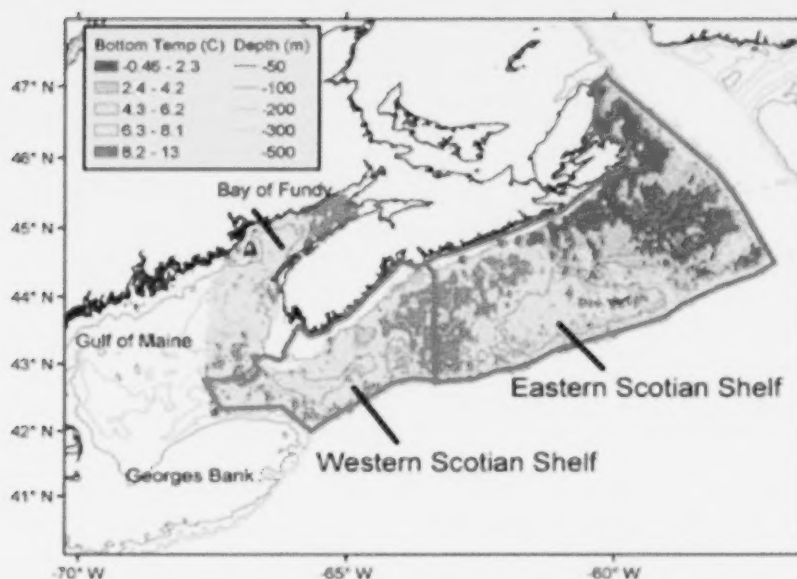 Bottom Temp (C) Depth (m)
-0.46 - 2.3 -50
2.4 - 4.2 -100
4.3 - 6.2 -200
6.3 - 8.1 -300
8.2 - 13 -500
47° N
46° N
45° N
44° N
43° N
42° N
41° N
Bay of Fundy
Gulf of Maine
Eastern Scotian Shelf
Western Scotian Shelf
Georges Bank
-70° W -65° W -60° W